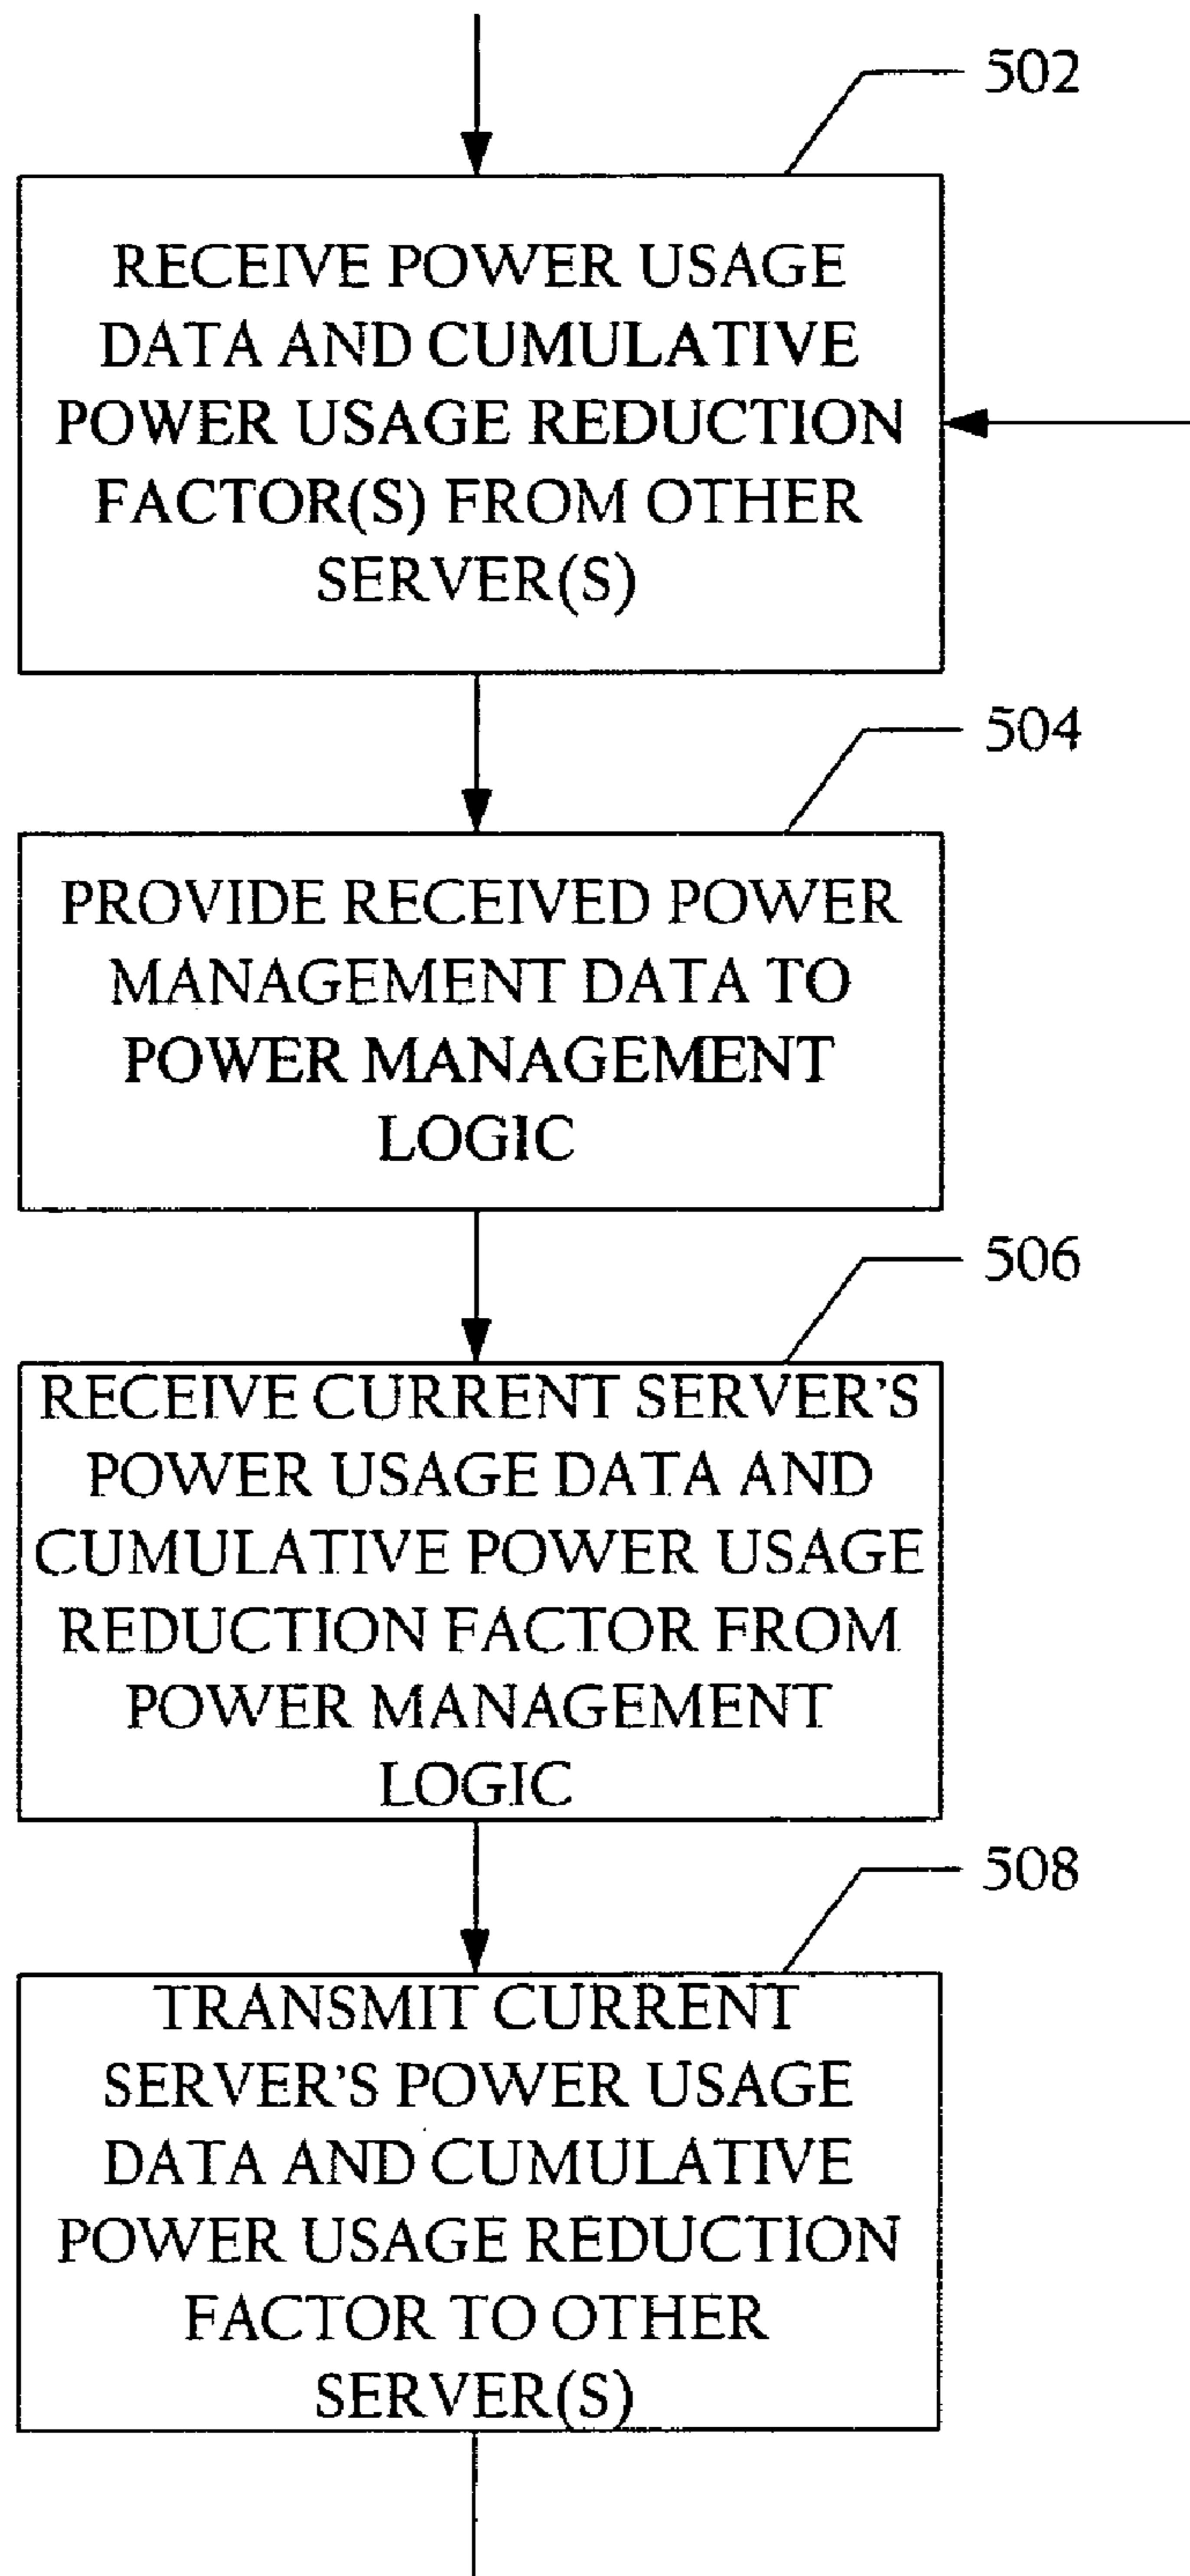 502
RECEIVE POWER USAGE
DATA AND CUMULATIVE
POWER USAGE REDUCTION
FACTOR(S) FROM OTHER
SERVER(S)
504
PROVIDE RECEIVED POWER
MANAGEMENT DATA TO
POWER MANAGEMENT
LOGIC
506
RECEIVE CURRENT SERVER'S
POWER USAGE DATA AND
CUMULATIVE POWER USAGE
REDUCTION FACTOR FROM
POWER MANAGEMENT
LOGIC
508
TRANSMIT CURRENT
SERVER'S POWER USAGE
DATA AND CUMULATIVE
POWER USAGE REDUCTION
FACTOR TO OTHER
SERVER(S)